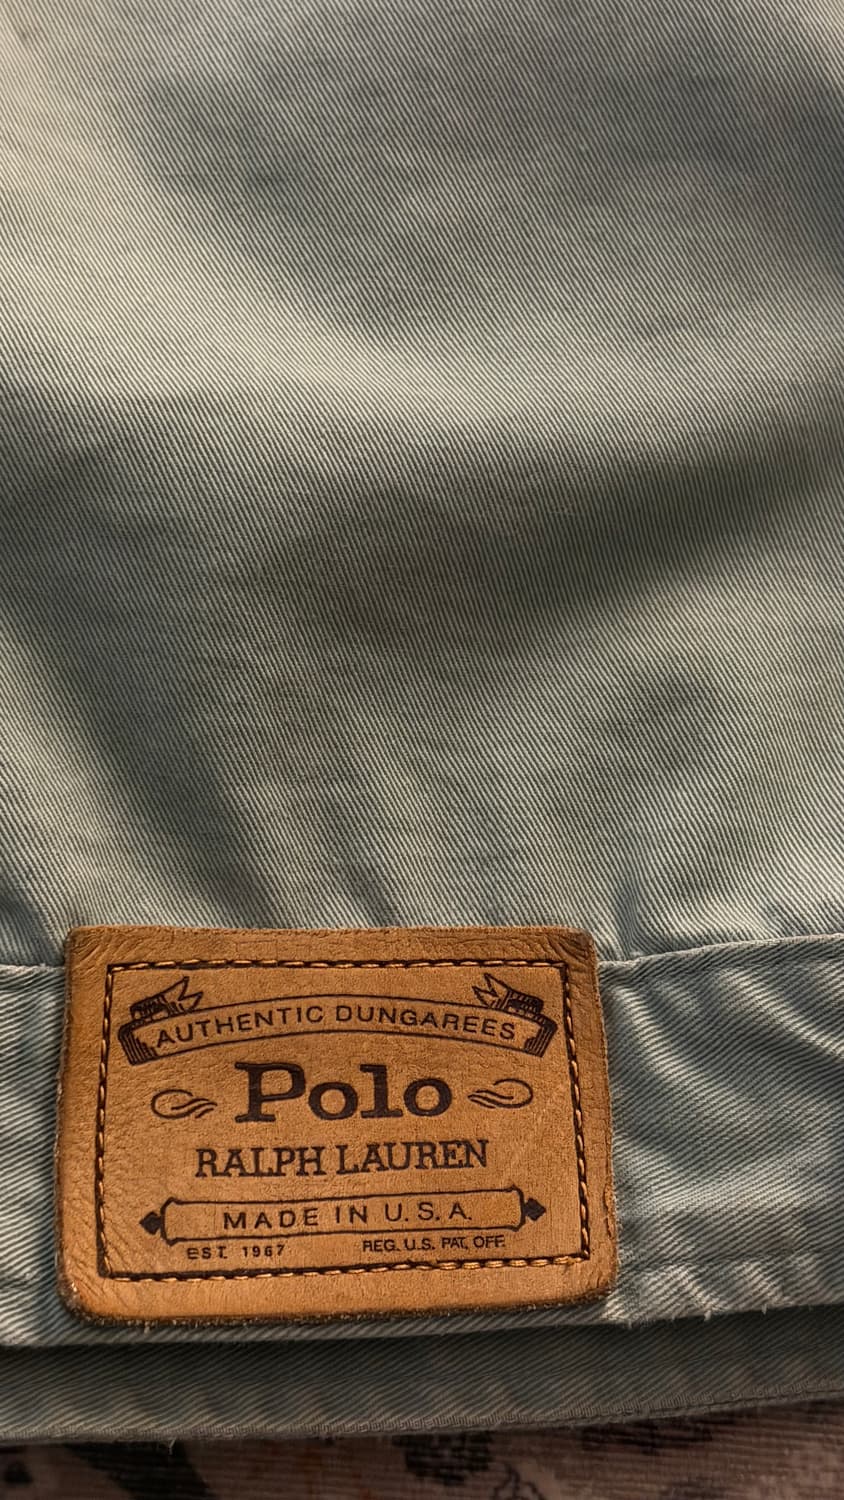 AUTHENTIC DUNGAREES
Polo
RALPH LAUREN
MADE IN U.S.A.
EST. 1967 REG. U.S. PAT. OFF.